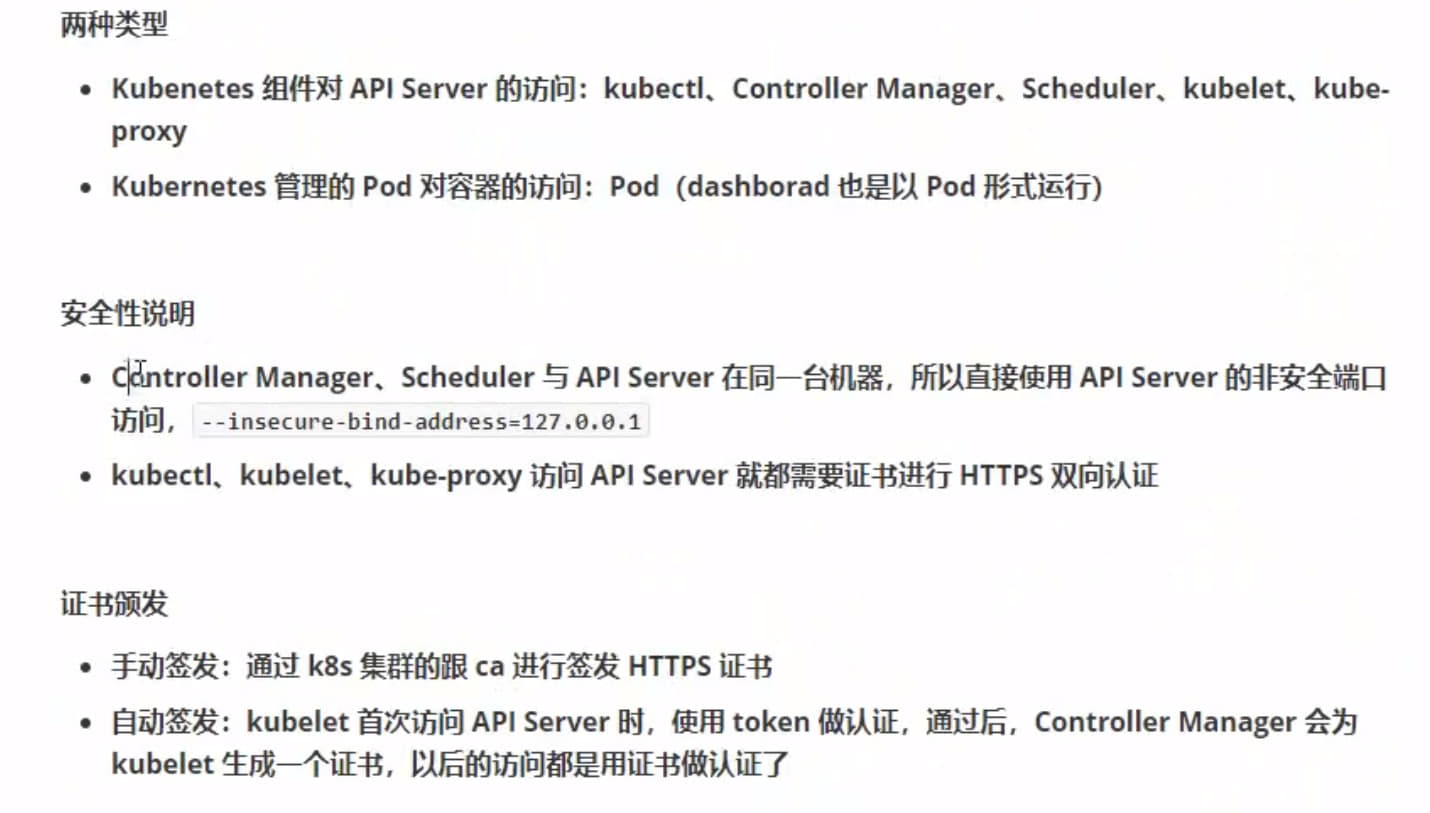 两种类型
Kubenetes 组件对 API Server 的访问：kubectl、Controller Manager、Scheduler、kubelet、kube-
proxy
Kubernetes 管理的 Pod 对容器的访问：Pod（dashborad 也是以 Pod 形式运行）
安全性说明
Controller Manager、Scheduler 与 API Server 在同一台机器，所以直接使用 API Server 的非安全端口
访问，--insecure-bind-address=127.0.0.1
kubectl、kubelet、kube-proxy 访问 API Server 就都需要证书进行 HTTPS 双向认证
证书颁发
手动签发：通过 k8s 集群的跟 ca 进行签发 HTTPS 证书
自动签发：kubelet 首次访问 API Server 时，使用 token 做认证，通过后，Controller Manager 会为
kubelet 生成一个证书，以后的访问都是用证书做认证了